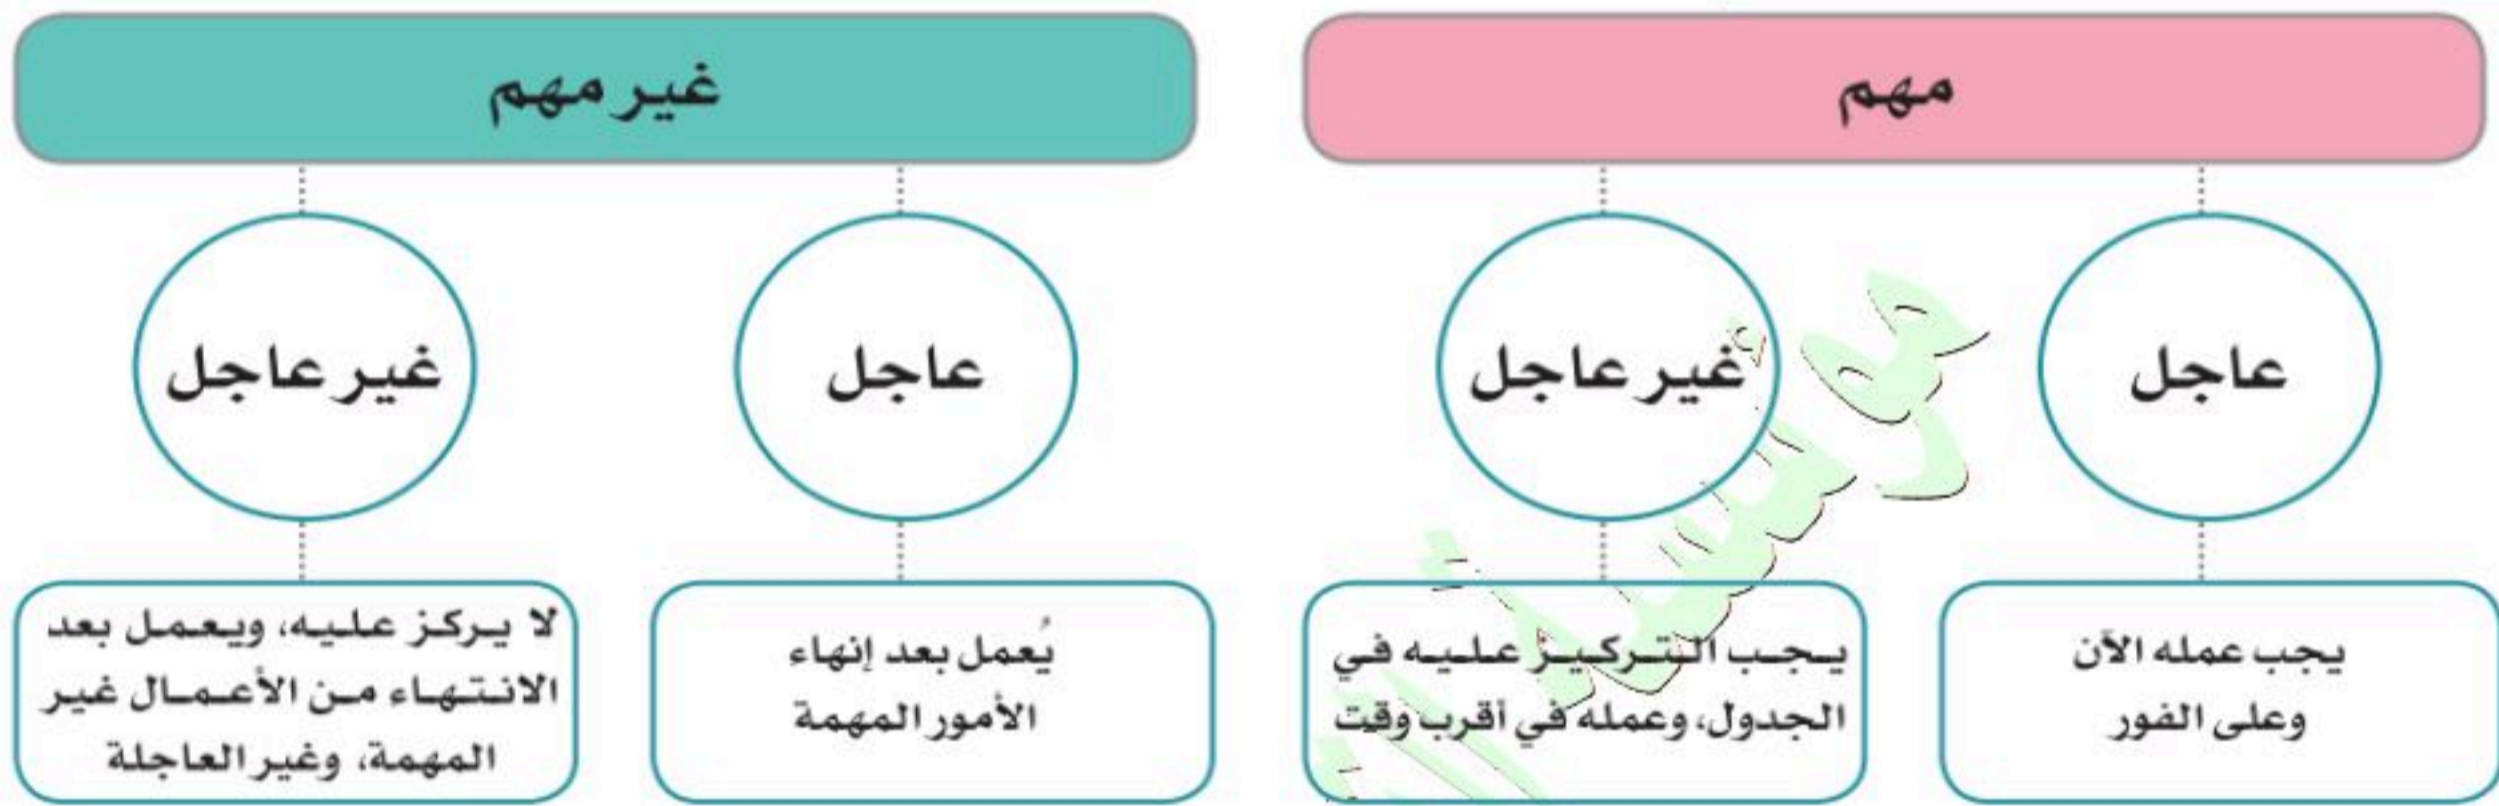 مهم
عاجل
يجب عمله الآن
وعلى الفور
غير عاجل
يجب التركيز عليه في
الجدول، وعمله في أقرب وقت
غير مهم
عاجل
يُعمل بعد إنهاء
الأمور المهمة
غير عاجل
لا يركز عليه، ويعمل بعد
الانتهاء من الأعمال غير
المهمة، وغير العاجلة